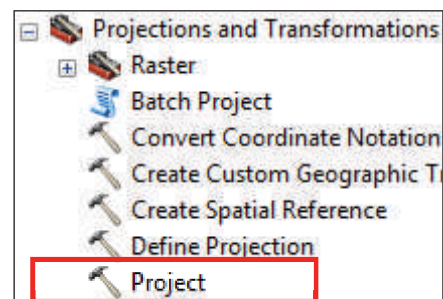 Projections and Transformations
Raster
Batch Project
Convert Coordinate Notation
Create Custom Geographic
Create Spatial Reference
Define Projection
Project